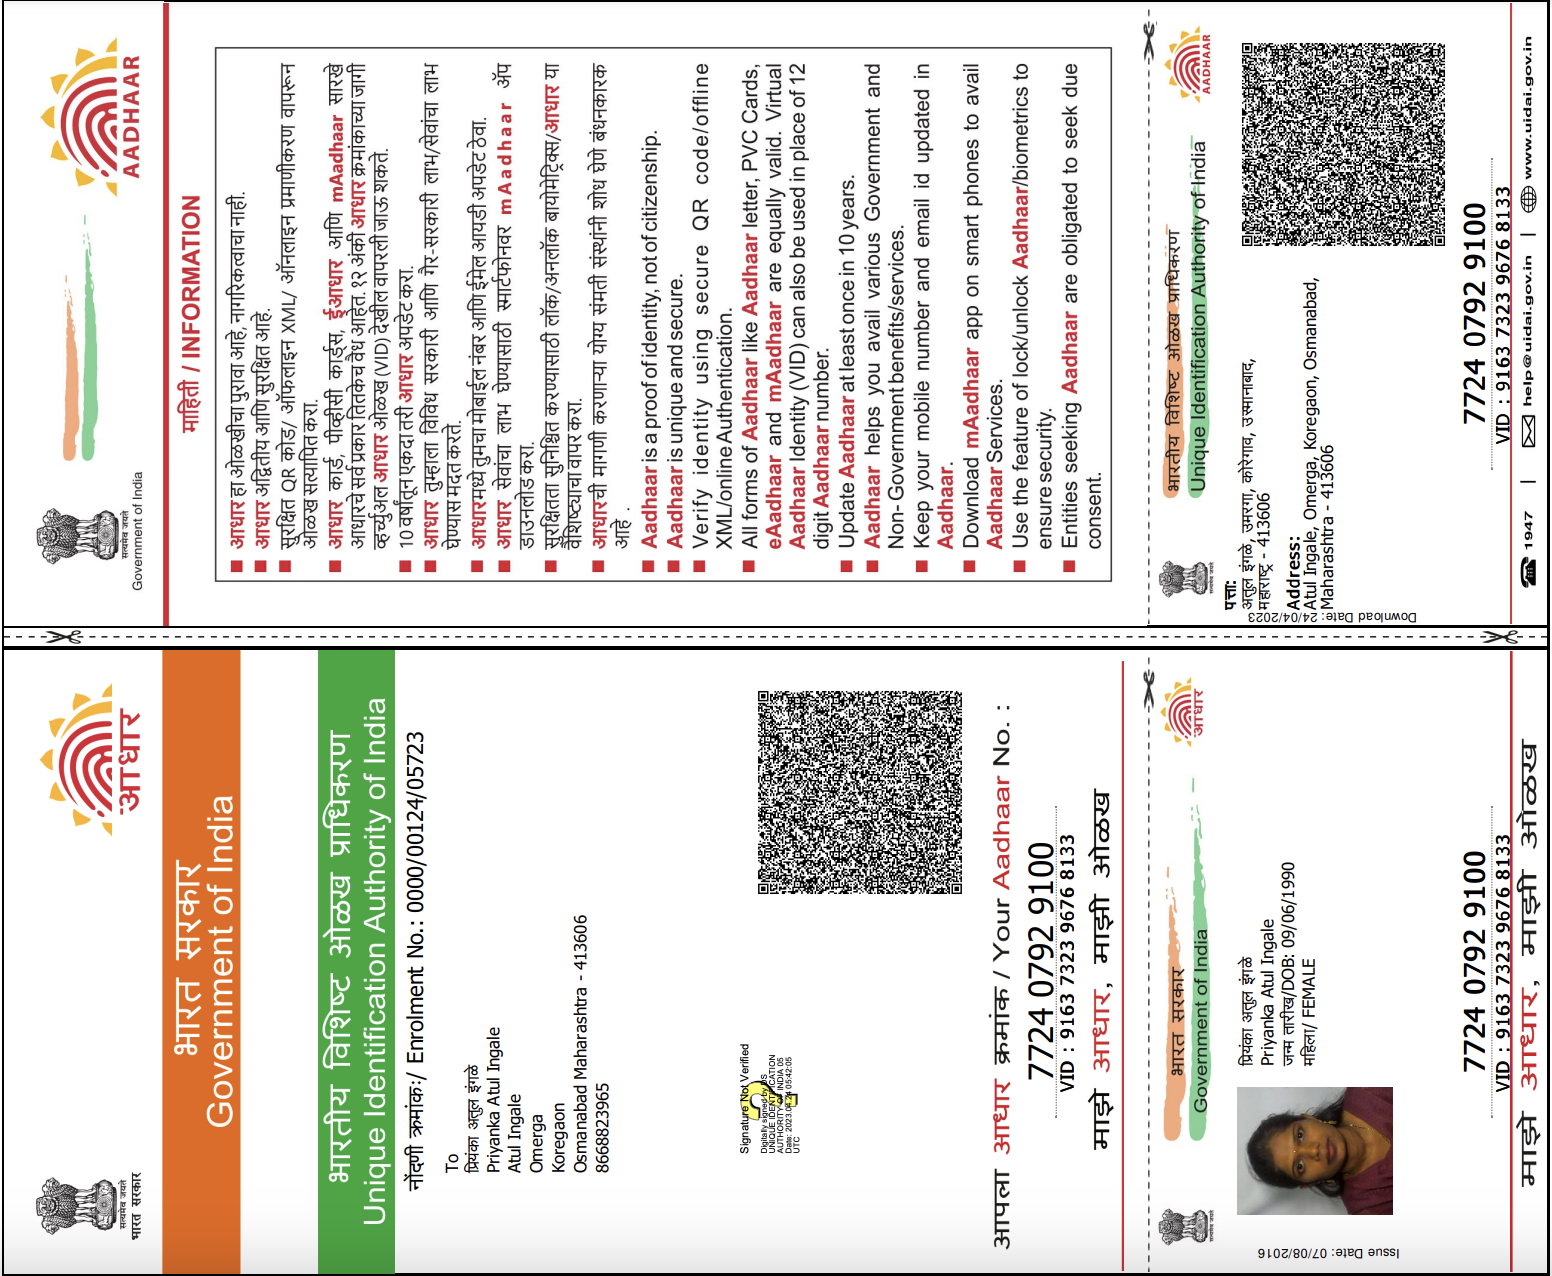 भारत सरकार
आधार
भारत सरकार
Government of India
भारतीय विशिष्ट ओळख प्राधिकरण
Unique Identification Authority of India
नोंदणी क्रमांक:/ Enrolment No.: 0000/00124/05723
To
प्रियंका अतुल इंगळे
Priyanka Atul Ingale
Atul Ingale
Omerga
Koregaon
Osmanabad Maharashtra - 413606
8668823965
Signature Not Verified
Digitally signed by DS
UNIQUE IDENTIFICATION
AUTHORITY OF INDIA 05
Date: 2023.04.24 05:42:05
UTC
आपला आधार क्रमांक / Your Aadhaar No. :
7724 0792 9100
VID : 9163 7323 9676 8133
माझे आधार, माझी ओळख
भारत सरकार
Government of India
आधार
Issue Date: 07/08/2016
प्रियंका अतुल इंगळे
Priyanka Atul Ingale
जन्म तारीख/DOB: 09/06/1990
महिला/ FEMALE
7724 0792 9100
VID : 9163 7323 9676 8133
माझे आधार, माझी ओळख
सत्यमेव जयते
Government of India
AADHAAR
माहिती / INFORMATION
आधार हा ओळखीचा पुरावा आहे, नागरिकत्वाचा नाही.
आधार अद्वितीय आणि सुरक्षित आहे.
सुरक्षित QR कोड/ ऑफलाइन XML/ ऑनलाइन प्रमाणीकरण वापरून
ओळख सत्यापित करा.
आधार कार्ड, पीव्हीसी कार्डस, ईआधार आणि mAadhaar सारखे
आधारचे सर्व प्रकार तितकेच वैध आहेत. १२ अंकी आधार क्रमांकाच्या जागी
व्हर्च्युअल आधार ओळख (VID) देखील वापरली जाऊ शकते.
10 वर्षातून एकदा तरी आधार अपडेट करा.
आधार तुम्हाला विविध सरकारी आणि गैर-सरकारी लाभ/सेवांचा लाभ
घेण्यास मदत करते.
आधारमध्ये तुमचा मोबाईल नंबर आणि ईमेल आयडी अपडेट ठेवा.
आधार सेवांचा लाभ घेण्यासाठी स्मार्टफोनवर mAadhaar ॲप
डाउनलोड करा.
सुरक्षितता सुनिश्चित करण्यासाठी लॉक/अनलॉक बायोमेट्रिक्स/आधार या
वैशिष्ट्याचा वापर करा.
आधारची मागणी करणाऱ्या योग्य संमती संस्थांनी शोध घेणे बंधनकारक
आहे .
Aadhaar is a proof of identity, not of citizenship.
Aadhaar is unique and secure.
Verify identity using secure QR code/offline
XML/online Authentication.
All forms of Aadhaar like Aadhaar letter, PVC Cards,
eAadhaar and mAadhaar are equally valid. Virtual
Aadhaar Identity (VID) can also be used in place of 12
digit Aadhaar number.
Update Aadhaar at least once in 10 years.
Aadhaar helps you avail various Government and
Non- Government benefits/services.
Keep your mobile number and email id updated in
Aadhaar.
Download mAadhaar app on smart phones to avail
Aadhaar Services.
Use the feature of lock/unlock Aadhaar/biometrics to
ensure security.
Entities seeking Aadhaar are obligated to seek due
consent.
भारतीय विशिष्ट ओळख प्राधिकरण
Unique Identification Authority of India
AADHAAR
Download Date: 24/04/2023
पत्ता:
अतुल इंगळे, उमरगा, कोरेगाव, उस्मानाबाद,
महाराष्ट्र - 413606
Address:
Atul Ingale, Omerga, Koregaon, Osmanabad,
Maharashtra - 413606
7724 0792 9100
VID : 9163 7323 9676 8133
1947 | help@uidai.gov.in | www.uidai.gov.in